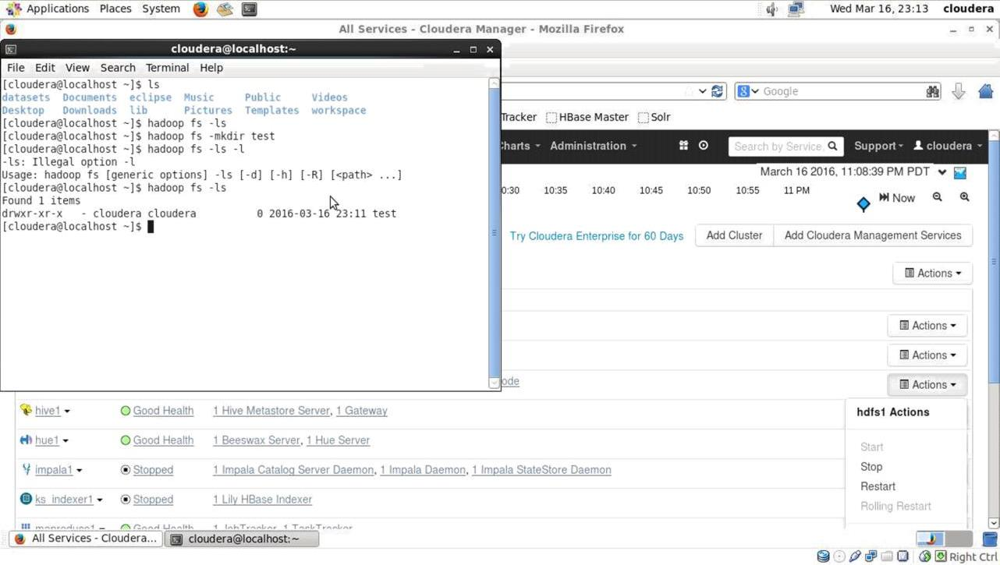 Applications Places System Wed Mar 16, 23:13 cloudera
All Services - Cloudera Manager - Mozilla Firefox
cloudera@localhost:~
File Edit View Search Terminal Help
[cloudera@localhost ~]$ ls
datasets Documents eclipse Music Public Videos
Desktop Downloads lib Pictures Templates workspace
[cloudera@localhost ~]$ hadoop fs -ls
[cloudera@localhost ~]$ hadoop fs -mkdir test
[cloudera@localhost ~]$ hadoop fs -ls -l
-ls: Illegal option -l
Usage: hadoop fs [generic options] -ls [-d] [-h] [-R] [<path> ...]
[cloudera@localhost ~]$ hadoop fs -ls
Found 1 items
drwxr-xr-x - cloudera cloudera 0 2016-03-16 23:11 test
[cloudera@localhost ~]$
Google
Tracker HBase Master Solr
Charts Administration Search by Service, Support cloudera
March 16 2016, 11:08:39 PM PDT
0:30 10:35 10:40 10:45 10:50 10:55 11 PM Now
Try Cloudera Enterprise for 60 Days Add Cluster Add Cloudera Management Services
Actions
Actions
Actions
ode Actions
hive1 Good Health 1 Hive Metastore Server, 1 Gateway
hue1 Good Health 1 Beeswax Server, 1 Hue Server
impala1 Stopped 1 Impala Catalog Server Daemon, 1 Impala Daemon, 1 Impala StateStore Daemon
ks_indexer1 Stopped 1 Lily HBase Indexer
mapreduce1 Good Health 1 JobTracker, 1 TaskTracker
hdfs1 Actions
Start
Stop
Restart
Rolling Restart
All Services - Cloudera... cloudera@localhost:~
Right Ctrl